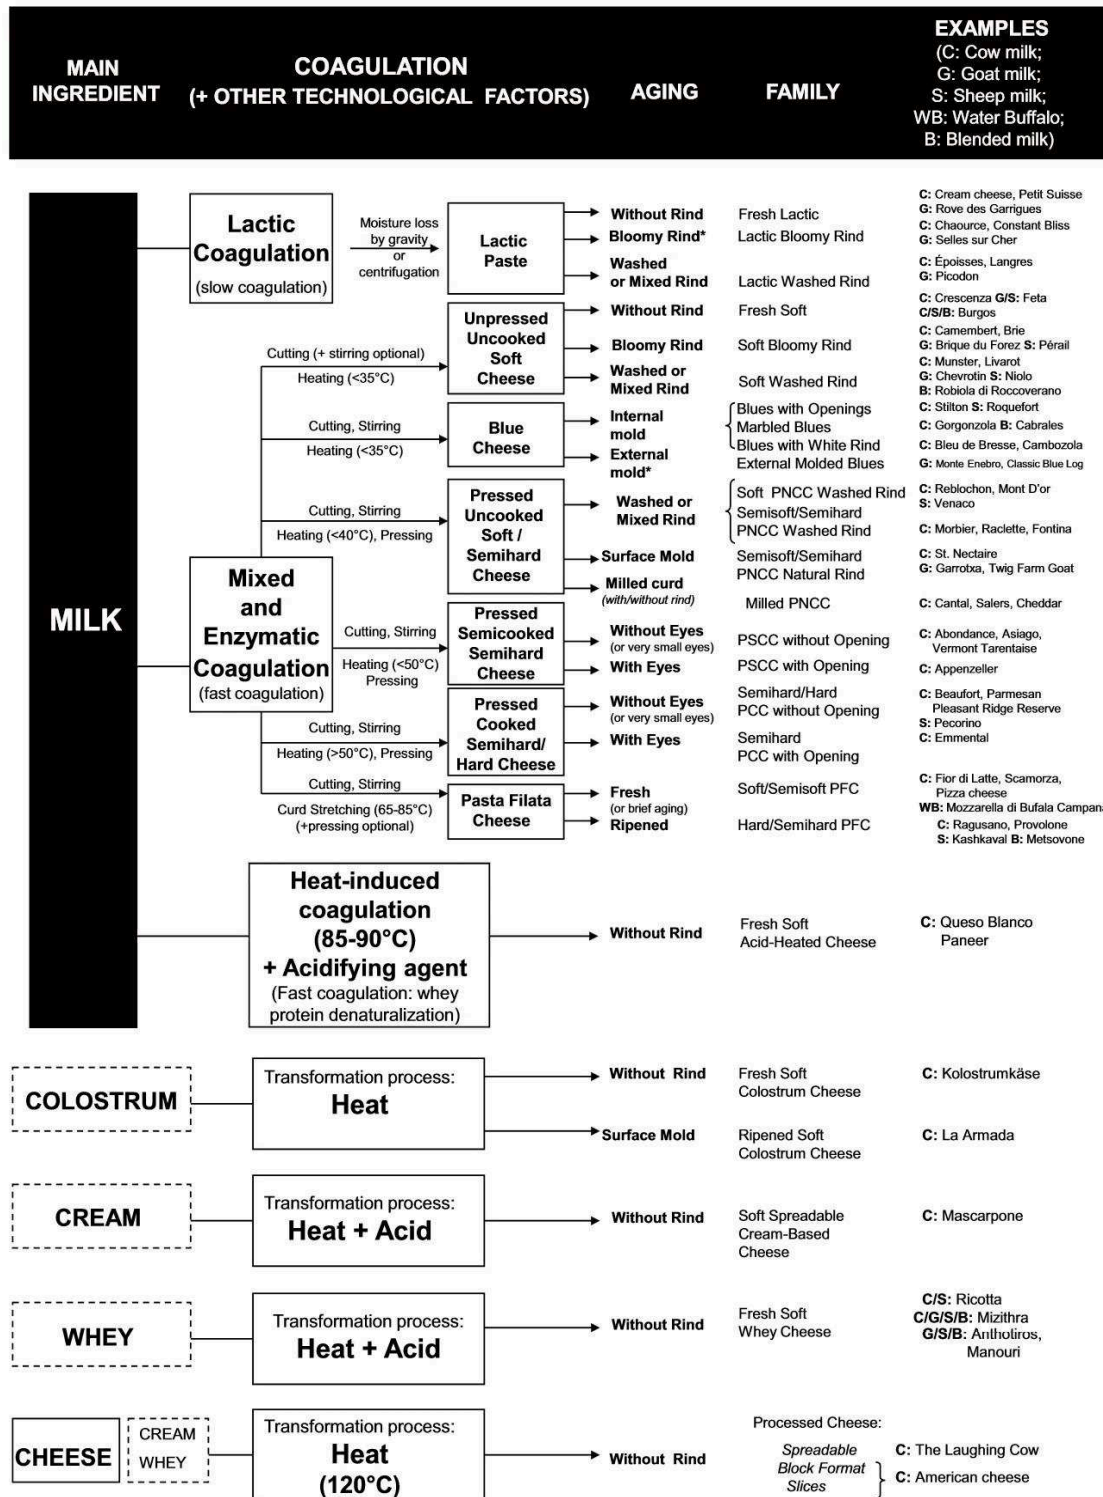 MAIN
INGREDIENT
COAGULATION
(+ OTHER TECHNOLOGICAL FACTORS)
AGING
FAMILY
EXAMPLES
(C: Cow milk;
G: Goat milk;
S: Sheep milk;
WB: Water Buffalo;
B: Blended milk)
MILK
Lactic
Coagulation
(slow coagulation)
Moisture loss
by gravity
or
centrifugation
Lactic
Paste
Without Rind
Fresh Lactic
C: Cream cheese, Petit Suisse
G: Rove des Garrigues
Bloomy Rind*
Lactic Bloomy Rind
C: Chaource, Constant Bliss
G: Selles sur Cher
Washed
or Mixed Rind
Lactic Washed Rind
C: Époisses, Langres
G: Picodon
Mixed
and
Enzymatic
Coagulation
(fast coagulation)
Cutting (+ stirring optional)
Heating (<35°C)
Unpressed
Uncooked
Soft
Cheese
Without Rind
Fresh Soft
C: Crescenza G/S: Feta
C/S/B: Burgos
Bloomy Rind
Soft Bloomy Rind
C: Camembert, Brie
G: Brique du Forez S: Pérail
Washed or
Mixed Rind
Soft Washed Rind
C: Munster, Livarot
G: Chevrotin S: Niolo
B: Robiola di Roccoverano
Cutting, Stirring
Heating (<35°C)
Blue
Cheese
Internal
mold
Blues with Openings
Marbled Blues
Blues with White Rind
C: Stilton S: Roquefort
C: Gorgonzola B: Cabrales
C: Bleu de Bresse, Cambozola
External
mold*
External Molded Blues
G: Monte Enebro, Classic Blue Log
Cutting, Stirring
Heating (<40°C), Pressing
Pressed
Uncooked
Soft /
Semihard
Cheese
Washed or
Mixed Rind
Soft PNCC Washed Rind
Semisoft/Semihard
PNCC Washed Rind
C: Reblochon, Mont D'or
S: Venaco
C: Morbier, Raclette, Fontina
Surface Mold
Semisoft/Semihard
PNCC Natural Rind
C: St. Nectaire
G: Garrotxa, Twig Farm Goat
Milled curd
(with/without rind)
Milled PNCC
C: Cantal, Salers, Cheddar
Cutting, Stirring
Heating (<50°C)
Pressing
Pressed
Semicooked
Semihard
Cheese
Without Eyes
(or very small eyes)
PSCC without Opening
C: Abondance, Asiago,
Vermont Tarentaise
With Eyes
PSCC with Opening
C: Appenzeller
Cutting, Stirring
Heating (>50°C), Pressing
Pressed
Cooked
Semihard/
Hard Cheese
Without Eyes
(or very small eyes)
Semihard/Hard
PCC without Opening
C: Beaufort, Parmesan
Pleasant Ridge Reserve
S: Pecorino
With Eyes
Semihard
PCC with Opening
C: Emmental
Cutting, Stirring
Curd Stretching (65-85°C)
(+pressing optional)
Pasta Filata
Cheese
Fresh
(or brief aging)
Soft/Semisoft PFC
C: Fior di Latte, Scamorza,
Pizza cheese
WB: Mozzarella di Bufala Campana
Ripened
Hard/Semihard PFC
C: Ragusano, Provolone
S: Kashkaval B: Metsovone
Heat-induced
coagulation
(85-90°C)
+ Acidifying agent
(Fast coagulation: whey
protein denaturalization)
Without Rind
Fresh Soft
Acid-Heated Cheese
C: Queso Blanco
Paneer
COLOSTRUM
Transformation process:
Heat
Without Rind
Fresh Soft
Colostrum Cheese
C: Kolostrumkäse
Surface Mold
Ripened Soft
Colostrum Cheese
C: La Armada
CREAM
Transformation process:
Heat + Acid
Without Rind
Soft Spreadable
Cream-Based
Cheese
C: Mascarpone
WHEY
Transformation process:
Heat + Acid
Without Rind
Fresh Soft
Whey Cheese
C/S: Ricotta
C/G/S/B: Mizithra
G/S/B: Anthotiros,
Manouri
CHEESE
CREAM
WHEY
Transformation process:
Heat
(120°C)
Without Rind
Processed Cheese:
Spreadable
Block Format
Slices
C: The Laughing Cow
C: American cheese